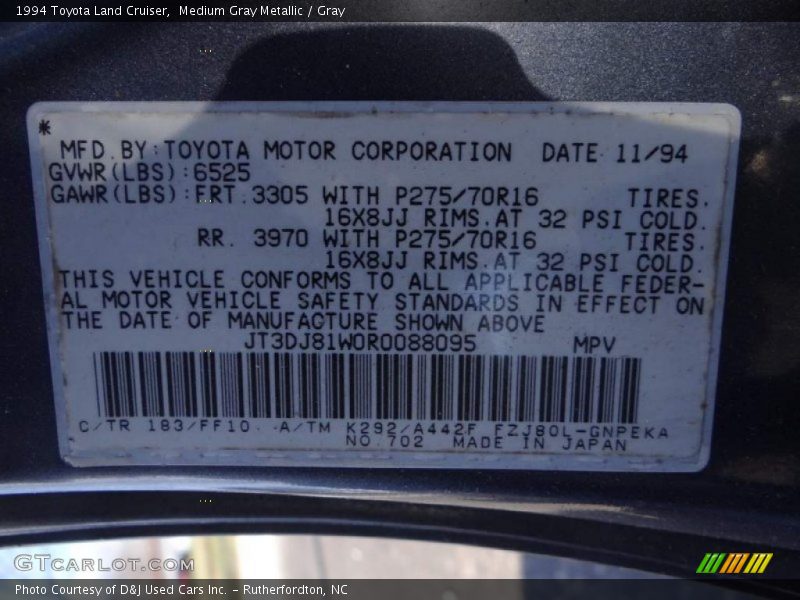 1994 Toyota Land Cruiser,  Medium Gray Metallic / Gray
*
MFD.BY:TOYOTA MOTOR CORPORATION  DATE 11/94
GVWR(LBS):6525
GAWR(LBS):FRT.3305 WITH P275/70R16 TIRES.
16X8JJ RIMS.AT 32 PSI COLD.
RR. 3970 WITH P275/70R16 TIRES.
16X8JJ RIMS.AT 32 PSI COLD.
THIS VEHICLE CONFORMS TO ALL APPLICABLE FEDER-
AL MOTOR VEHICLE SAFETY STANDARDS IN EFFECT ON
THE DATE OF MANUFACTURE SHOWN ABOVE
JT3DJ81W0R0088095 MPV
C/TR 183/FF10 A/TM K292/A442F FZJ80L-GNPEKA
NO.702 MADE IN JAPAN
GTCARLOT.COM
Photo Courtesy of D&J Used Cars Inc. - Rutherfordton, NC